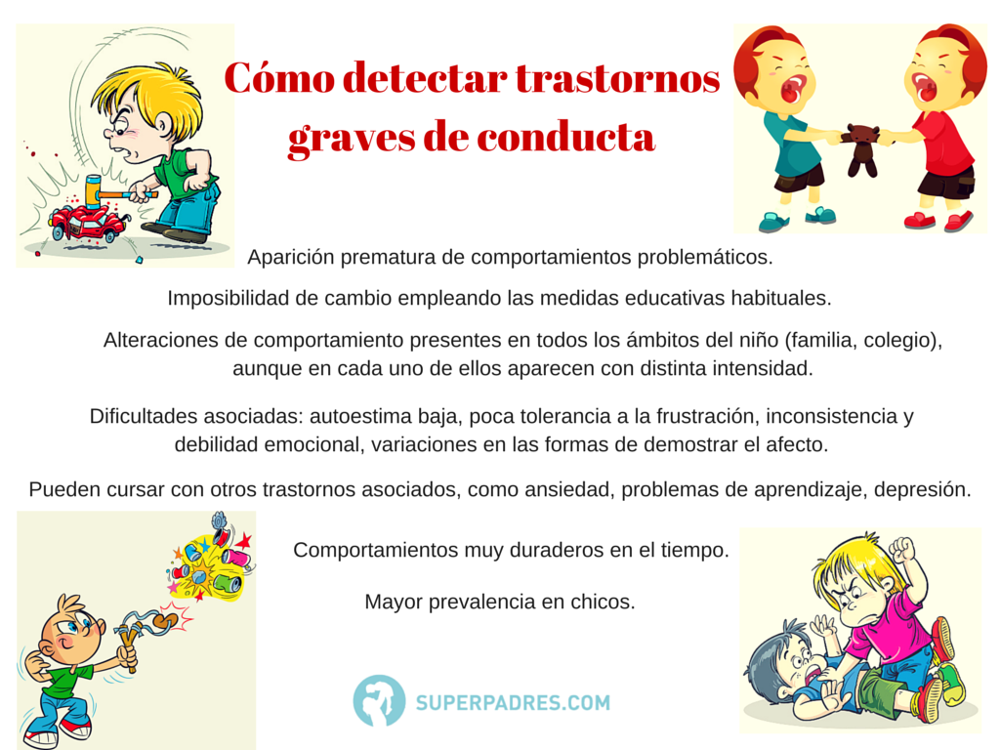 Cómo detectar trastornos
graves de conducta
Aparición prematura de comportamientos problemáticos.
Imposibilidad de cambio empleando las medidas educativas habituales.
Alteraciones de comportamiento presentes en todos los ámbitos del niño (familia, colegio),
aunque en cada uno de ellos aparecen con distinta intensidad.
Dificultades asociadas: autoestima baja, poca tolerancia a la frustración, inconsistencia y
debilidad emocional, variaciones en las formas de demostrar el afecto.
Pueden cursar con otros trastornos asociados, como ansiedad, problemas de aprendizaje, depresión.
Comportamientos muy duraderos en el tiempo.
Mayor prevalencia en chicos.
SUPERPADRES.COM